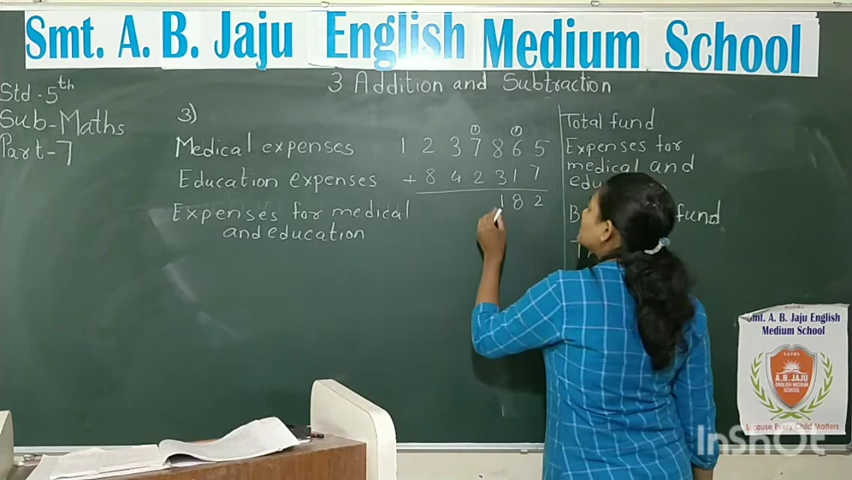 Smt. A. B. Jaju English Medium School
3 Addition and Subtraction
Std - 5th
Sub - Maths
Part - 7
3)
1 1
Medical expenses 1 2 3 7 8 6 5
Education expenses + 8 4 2 3 1 7
1 8 2
Expenses for medical
and education
Total fund
Expenses for
medical and
fund
Smt. A. B. Jaju English
Medium School
A.B. JAJU
ENGLISH MEDIUM
SCHOOL
Because Every Child Matters
InShot